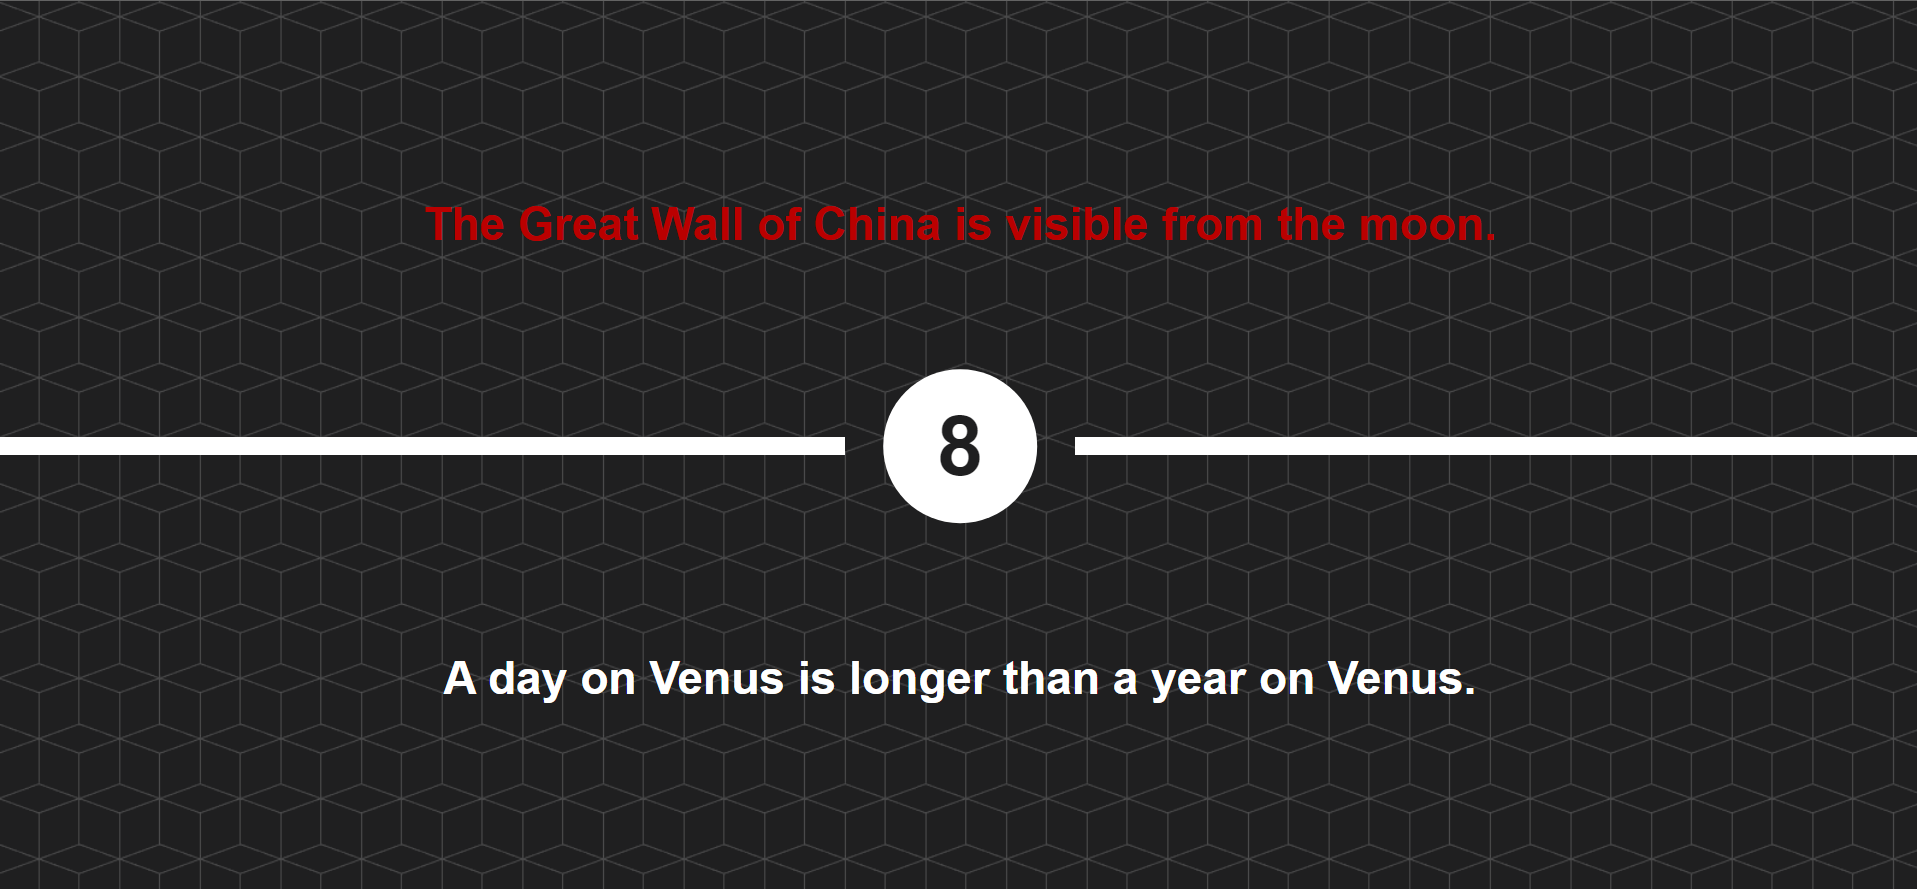 The Great Wall of China is visible from the moon.
8
A day on Venus is longer than a year on Venus.